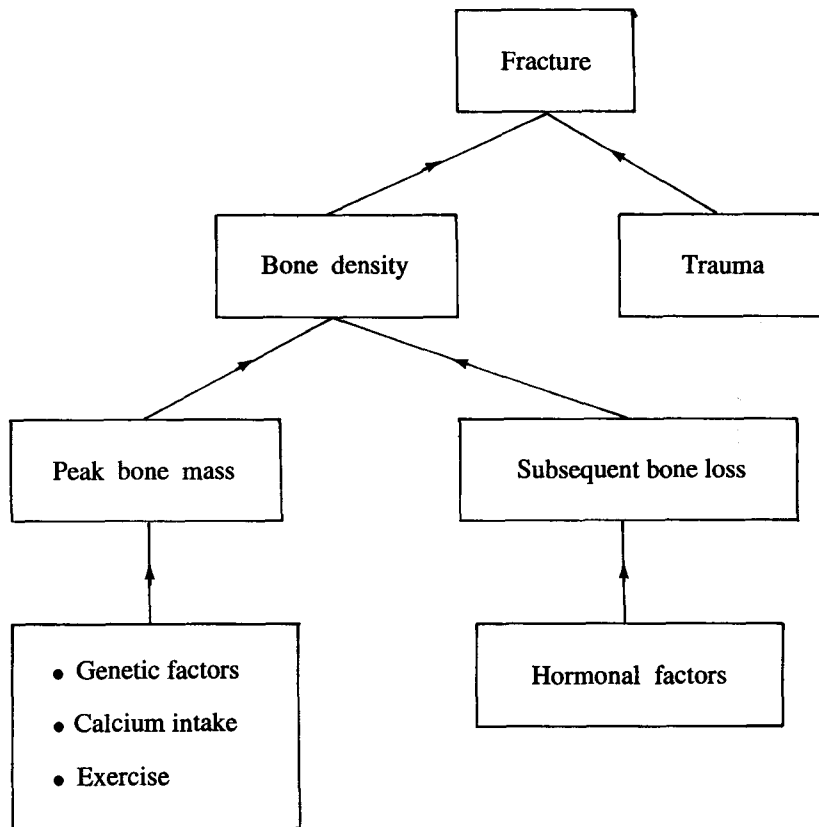 Fracture
Bone density
Trauma
Peak bone mass
Subsequent bone loss
• Genetic factors
• Calcium intake
• Exercise
Hormonal factors